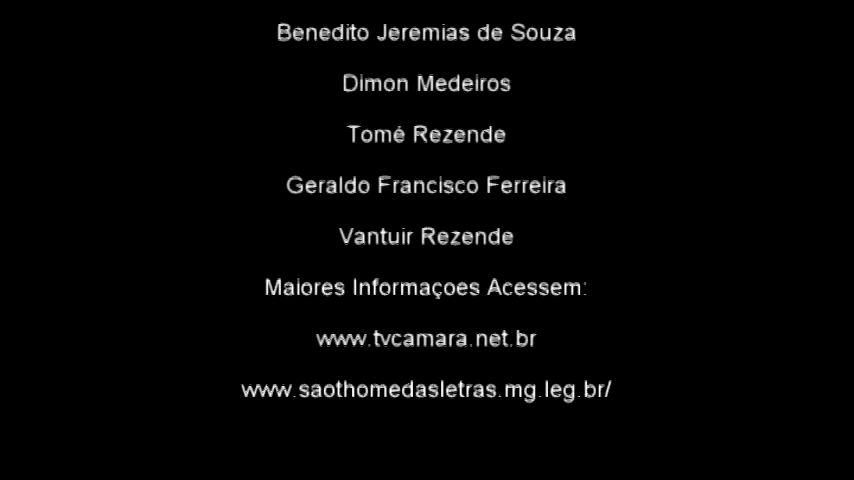 Benedito Jeremias de Souza
Dimon Medeiros
Tomé Rezende
Geraldo Francisco Ferreira
Vantuir Rezende
Maiores Informaçoes Acessem:
www.tvcamara.net.br
www.saothomedasletras.mg.leg.br/